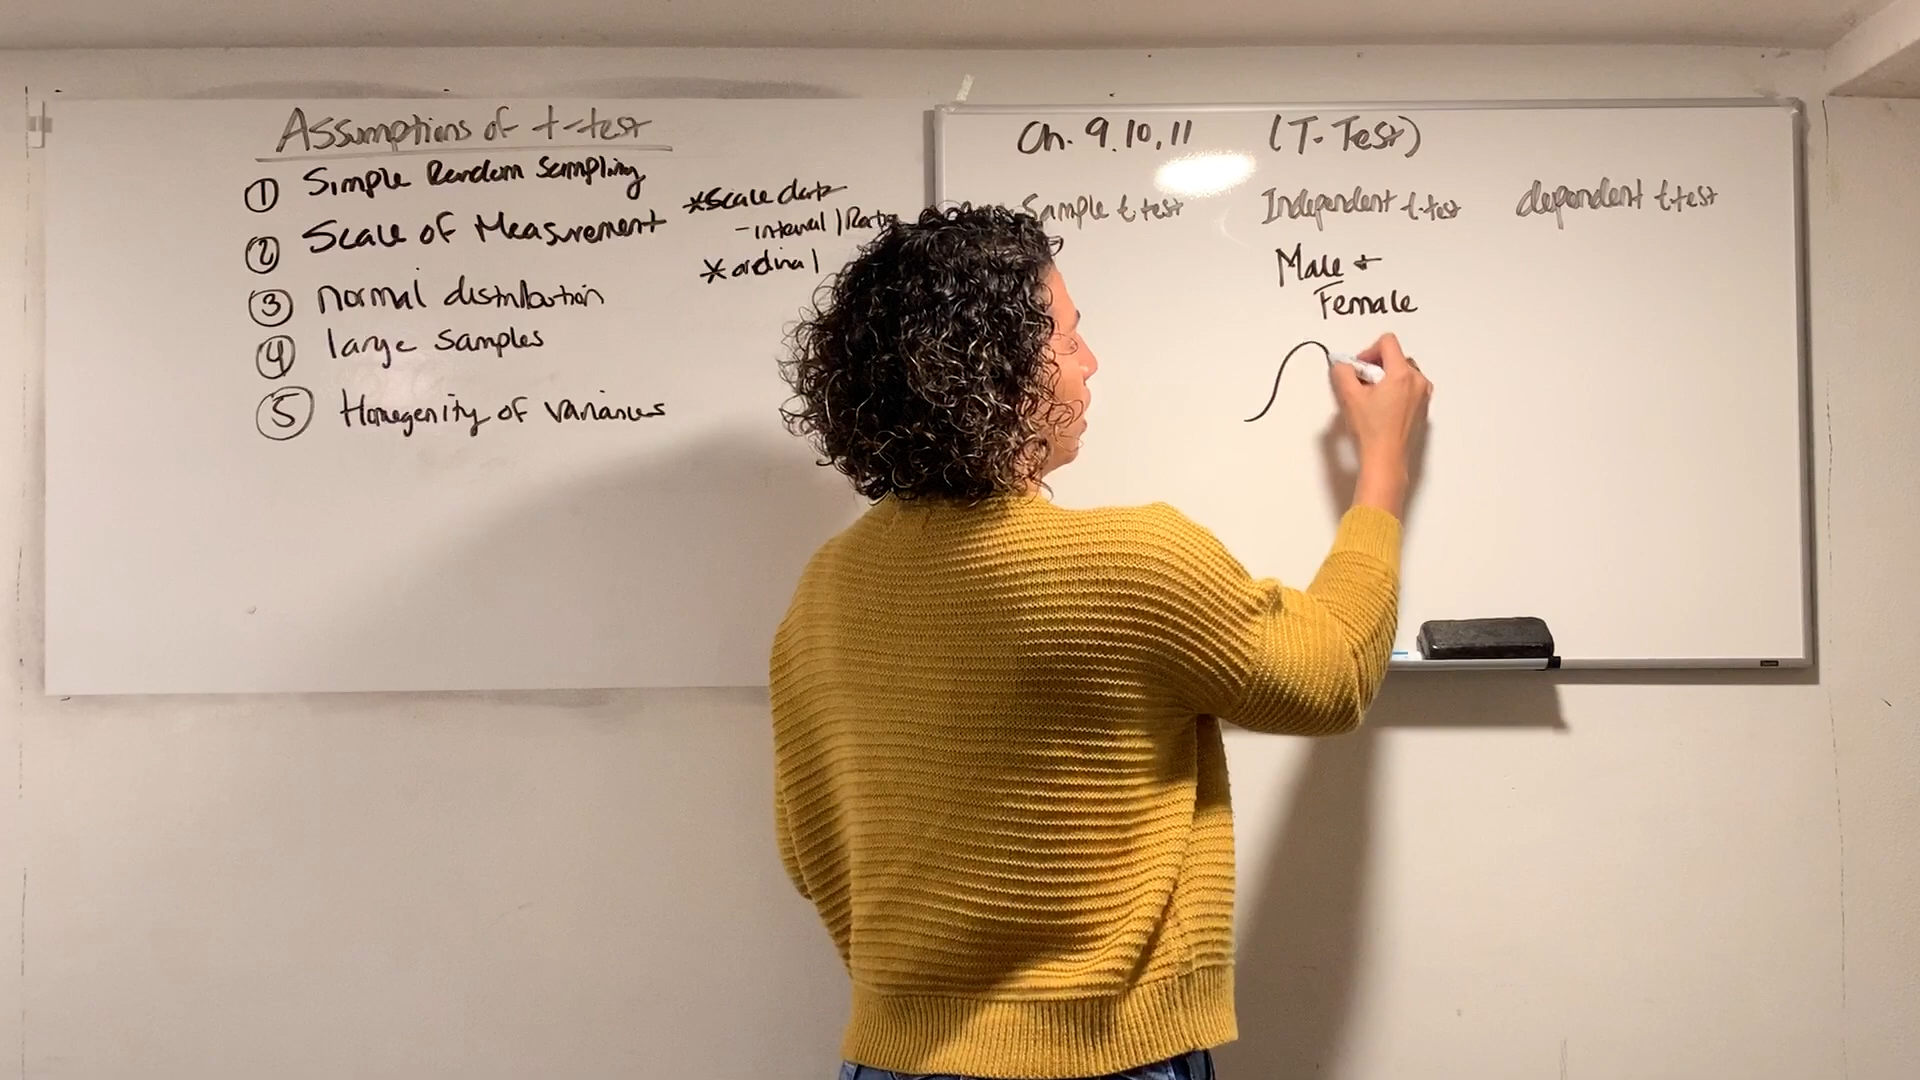 Assumptions of t-test
① Simple Random Sampling
② Scale of Measurement
③ normal distribution
④ large samples
⑤ Homogenity of variances
*Scale data
- interval / Ratio
*ordinal
Ch. 9, 10, 11 (T-Test)
Sample t test
Independent t-test
dependent t test
Male +
Female